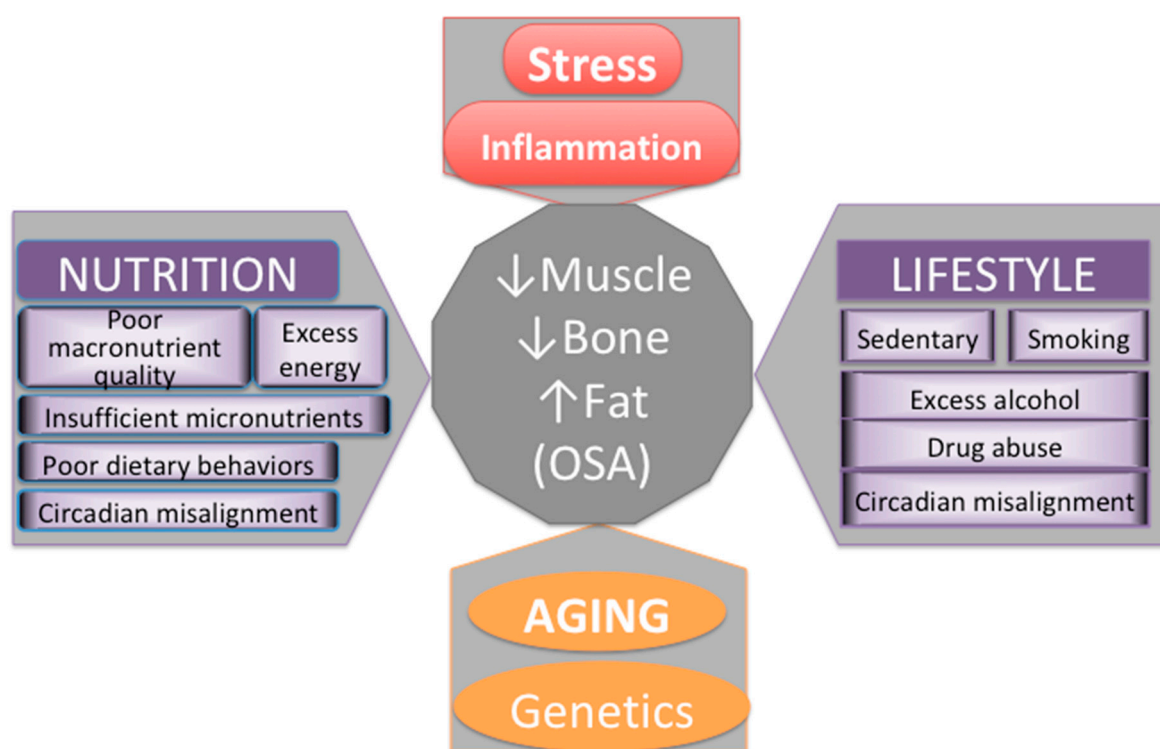 Stress
Inflammation
NUTRITION
Poor
macronutrient
quality
Excess
energy
Insufficient micronutrients
Poor dietary behaviors
Circadian misalignment
↓Muscle
↓Bone
↑Fat
(OSA)
LIFESTYLE
Sedentary
Smoking
Excess alcohol
Drug abuse
Circadian misalignment
AGING
Genetics